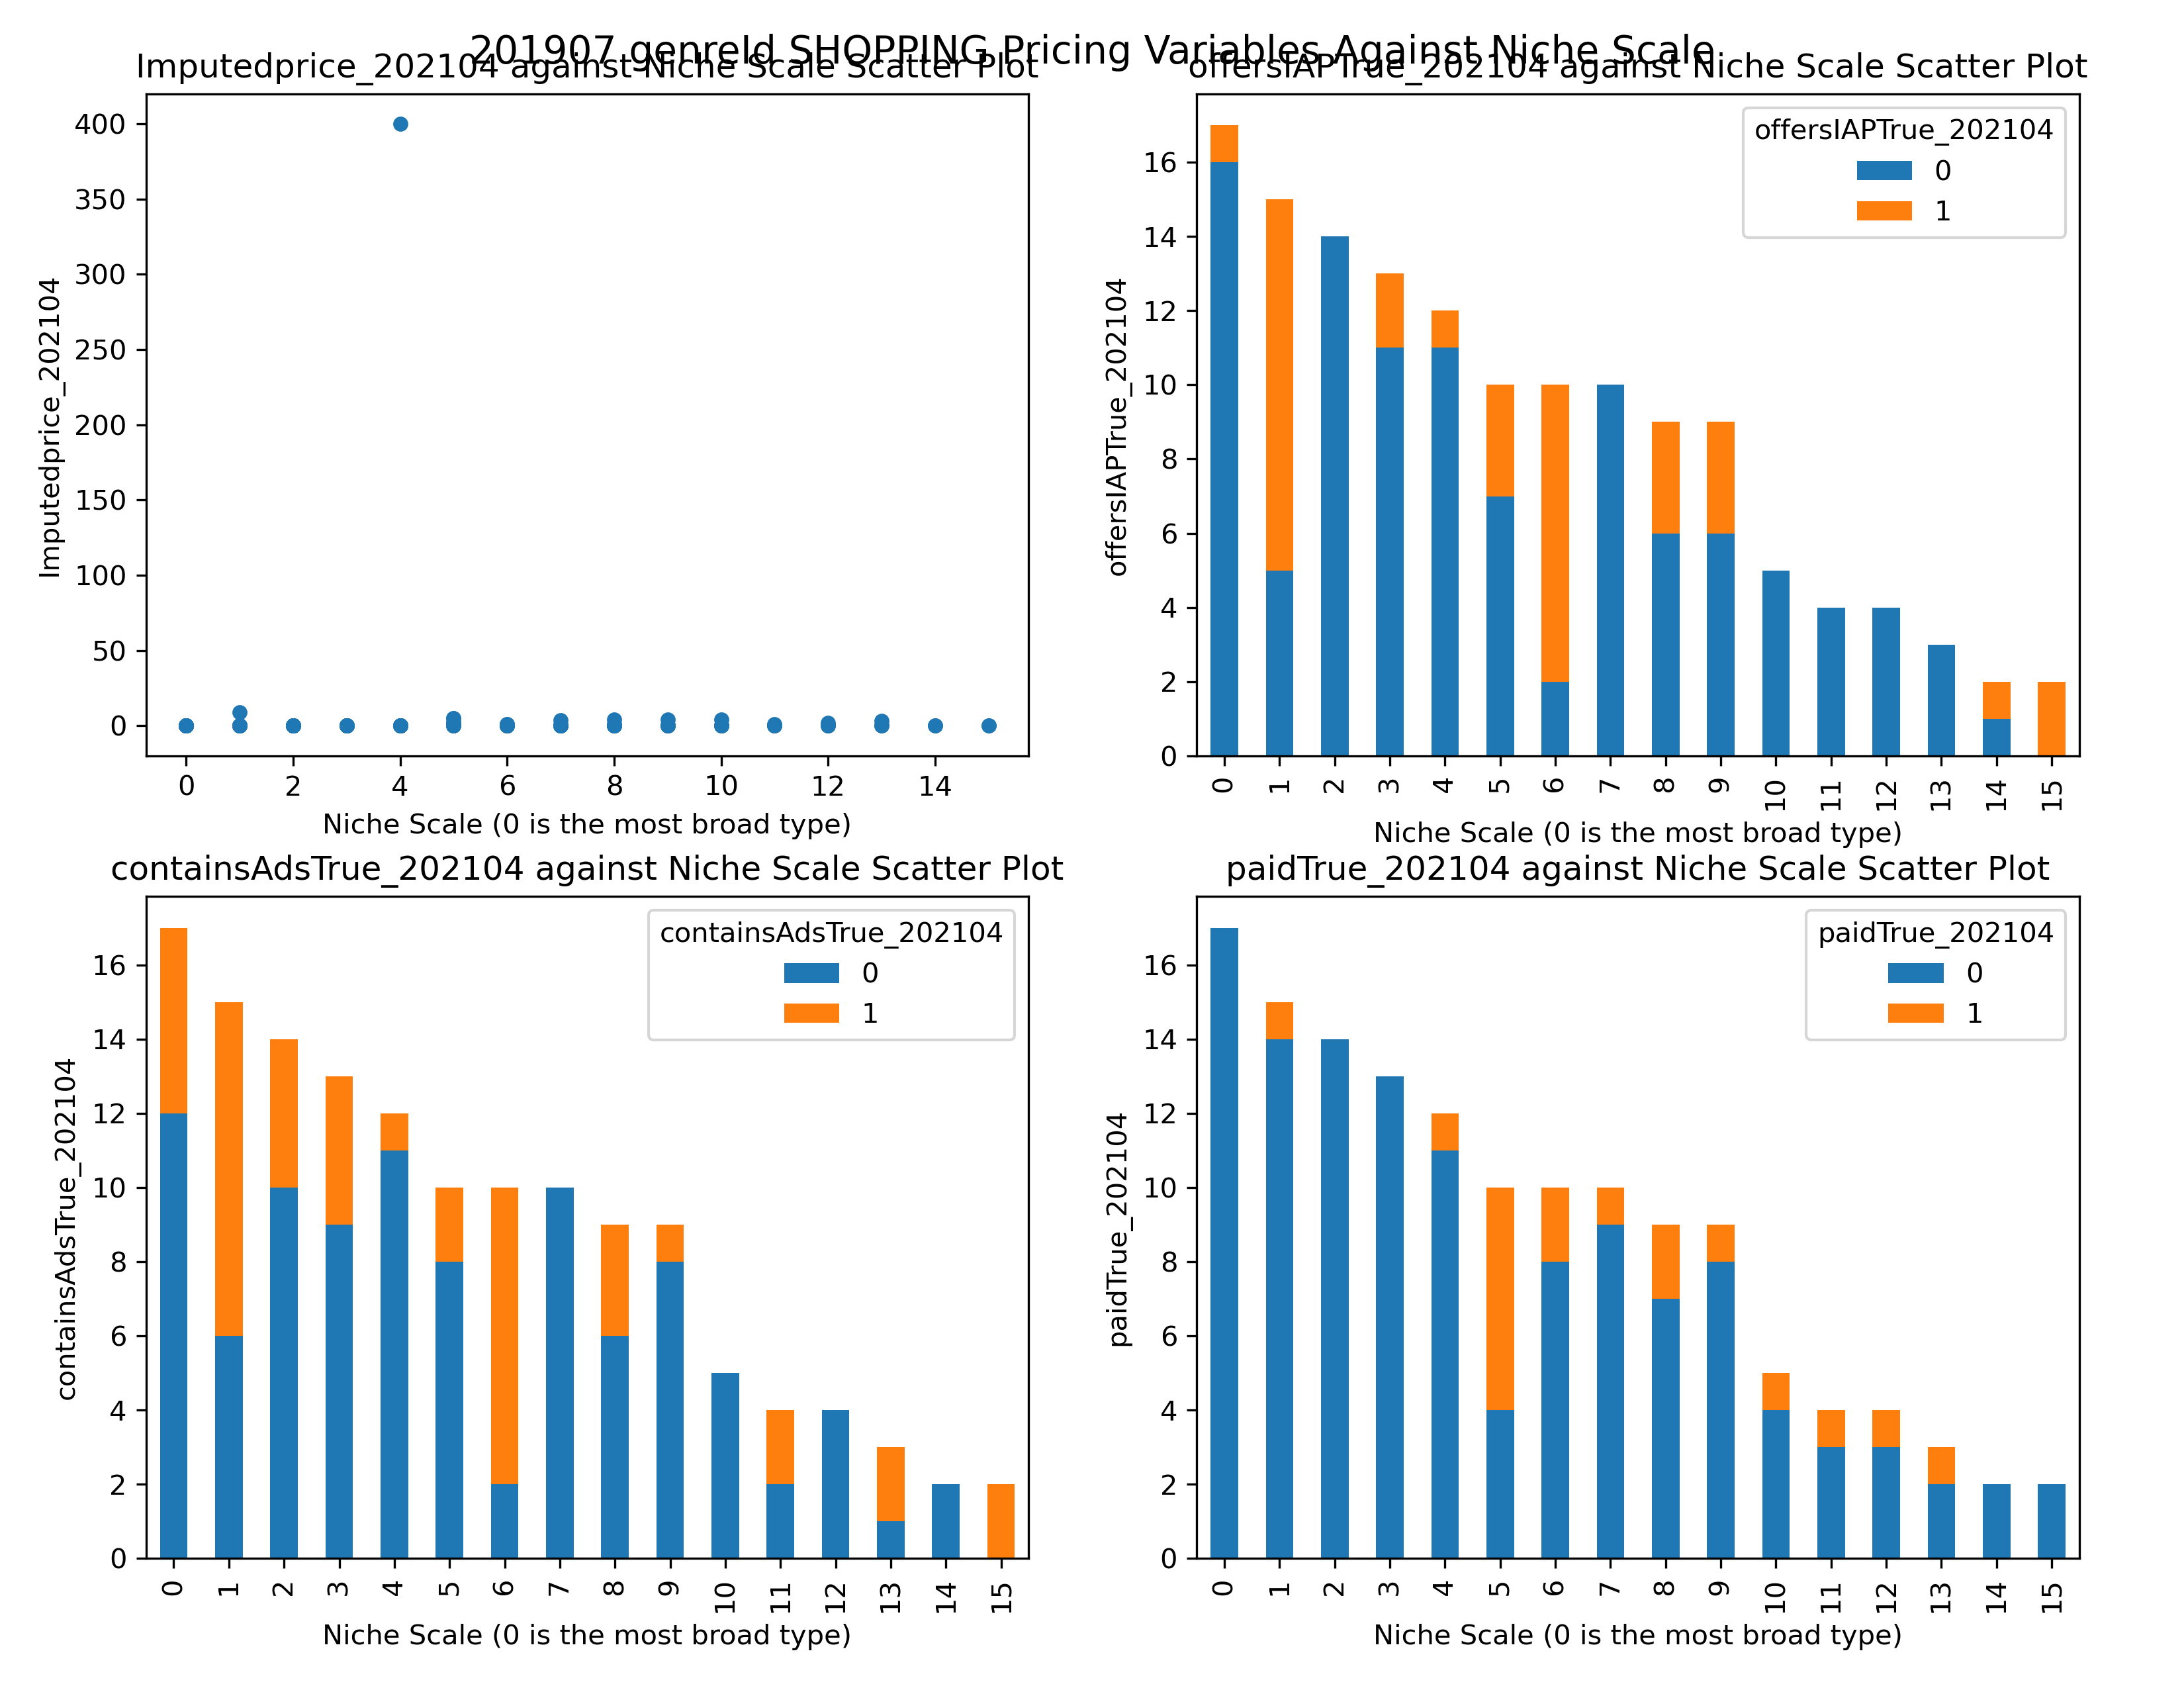 201907 genreId SHOPPING Pricing Variables Against Niche Scale
Imputedprice_202104 against Niche Scale Scatter Plot
Imputedprice_202104
400
350
300
250
200
150
100
50
0
0 2 4 6 8 10 12 14
Niche Scale (0 is the most broad type)
offersIAPTrue_202104 against Niche Scale Scatter Plot
offersIAPTrue_202104
0
1
offersIAPTrue_202104
16
14
12
10
8
6
4
2
0
0 1 2 3 4 5 6 7 8 9 10 11 12 13 14 15
Niche Scale (0 is the most broad type)
containsAdsTrue_202104 against Niche Scale Scatter Plot
containsAdsTrue_202104
0
1
containsAdsTrue_202104
16
14
12
10
8
6
4
2
0
0 1 2 3 4 5 6 7 8 9 10 11 12 13 14 15
Niche Scale (0 is the most broad type)
paidTrue_202104 against Niche Scale Scatter Plot
paidTrue_202104
0
1
paidTrue_202104
16
14
12
10
8
6
4
2
0
0 1 2 3 4 5 6 7 8 9 10 11 12 13 14 15
Niche Scale (0 is the most broad type)